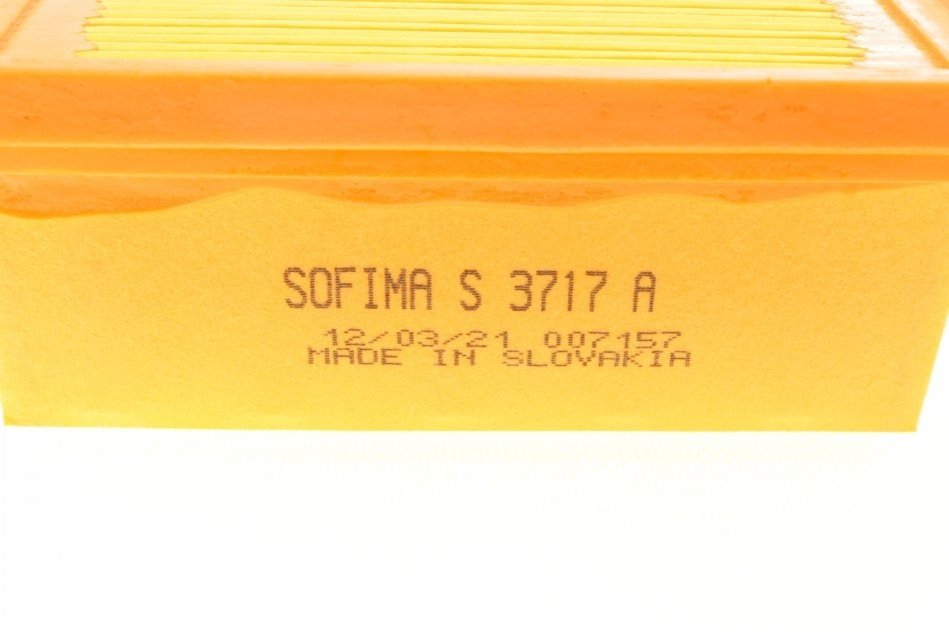 SOFIMA S 3717 A
12/03/21 007157
MADE IN SLOVAKIA